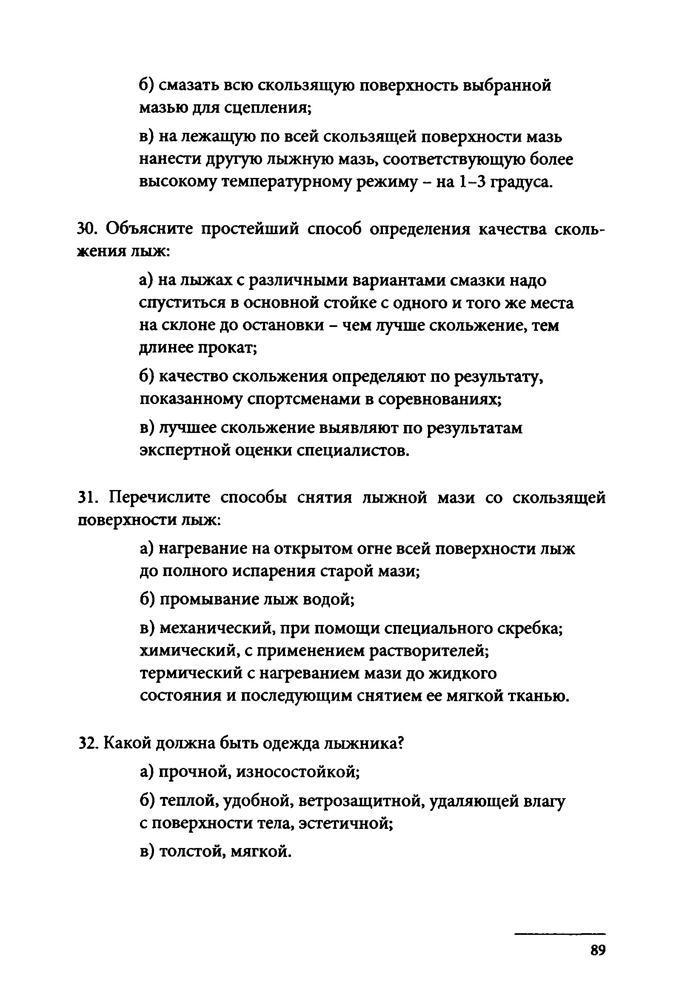 б) смазать всю скользящую поверхность выбранной
мазью для сцепления;
в) на лежащую по всей скользящей поверхности мазь
нанести другую лыжную мазь, соответствующую более
высокому температурному режиму – на 1–3 градуса.
30. Объясните простейший способ определения качества сколь-
жения лыж:
а) на лыжах с различными вариантами смазки надо
спуститься в основной стойке с одного и того же места
на склоне до остановки – чем лучше скольжение, тем
длинее прокат;
б) качество скольжения определяют по результату,
показанному спортсменами в соревнованиях;
в) лучшее скольжение выявляют по результатам
экспертной оценки специалистов.
31. Перечислите способы снятия лыжной мази со скользящей
поверхности лыж:
а) нагревание на открытом огне всей поверхности лыж
до полного испарения старой мази;
б) промывание лыж водой;
в) механический, при помощи специального скребка;
химический, с применением растворителей;
термический с нагреванием мази до жидкого
состояния и последующим снятием ее мягкой тканью.
32. Какой должна быть одежда лыжника?
а) прочной, износостойкой;
б) теплой, удобной, ветрозащитной, удаляющей влагу
с поверхности тела, эстетичной;
в) толстой, мягкой.
89